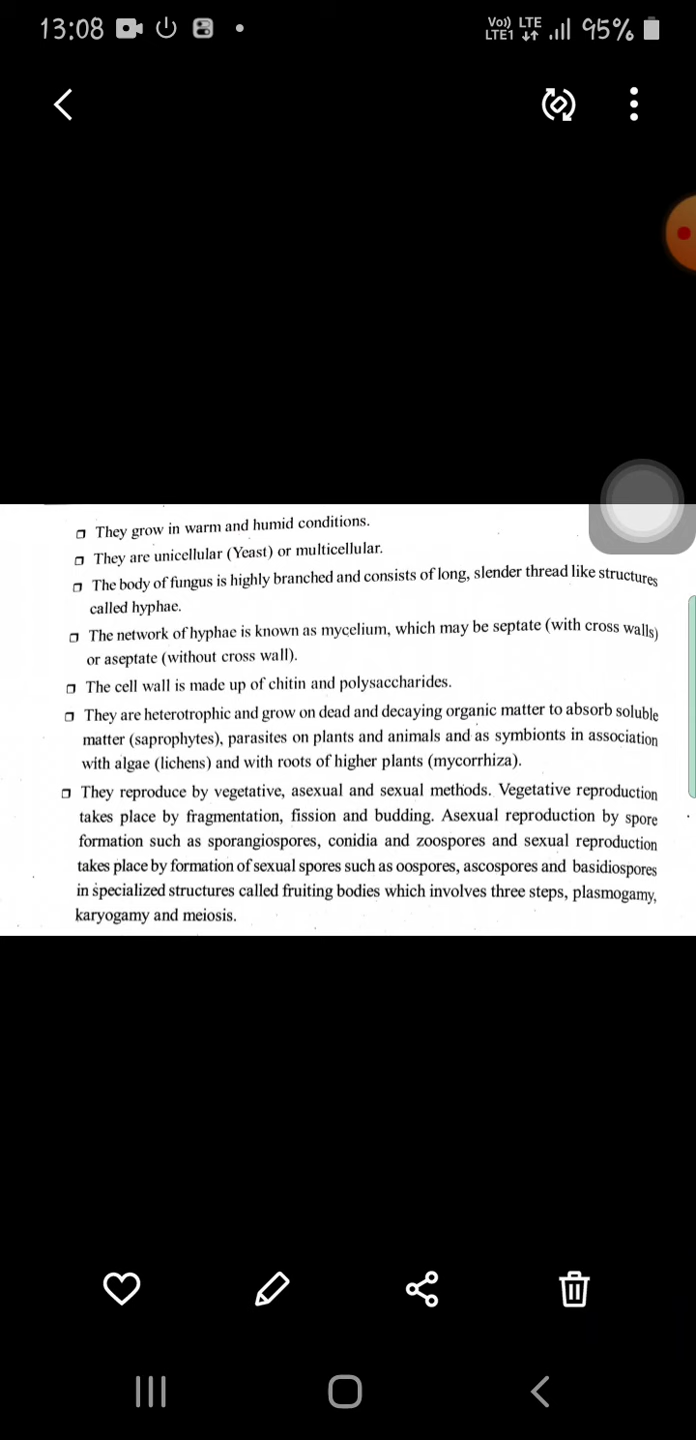 13:08
Vo)) LTE
LTE1
95%
They grow in warm and humid conditions.
They are unicellular (Yeast) or multicellular.
The body of fungus is highly branched and consists of long, slender thread like structures
called hyphae.
The network of hyphae is known as mycelium, which may be septate (with cross walls)
or aseptate (without cross wall).
The cell wall is made up of chitin and polysaccharides.
They are heterotrophic and grow on dead and decaying organic matter to absorb soluble
matter (saprophytes), parasites on plants and animals and as symbionts in association
with algae (lichens) and with roots of higher plants (mycorrhiza).
They reproduce by vegetative, asexual and sexual methods. Vegetative reproduction
takes place by fragmentation, fission and budding. Asexual reproduction by spore
formation such as sporangiospores, conidia and zoospores and sexual reproduction
takes place by formation of sexual spores such as oospores, ascospores and basidiospores
in specialized structures called fruiting bodies which involves three steps, plasmogamy,
karyogamy and meiosis.